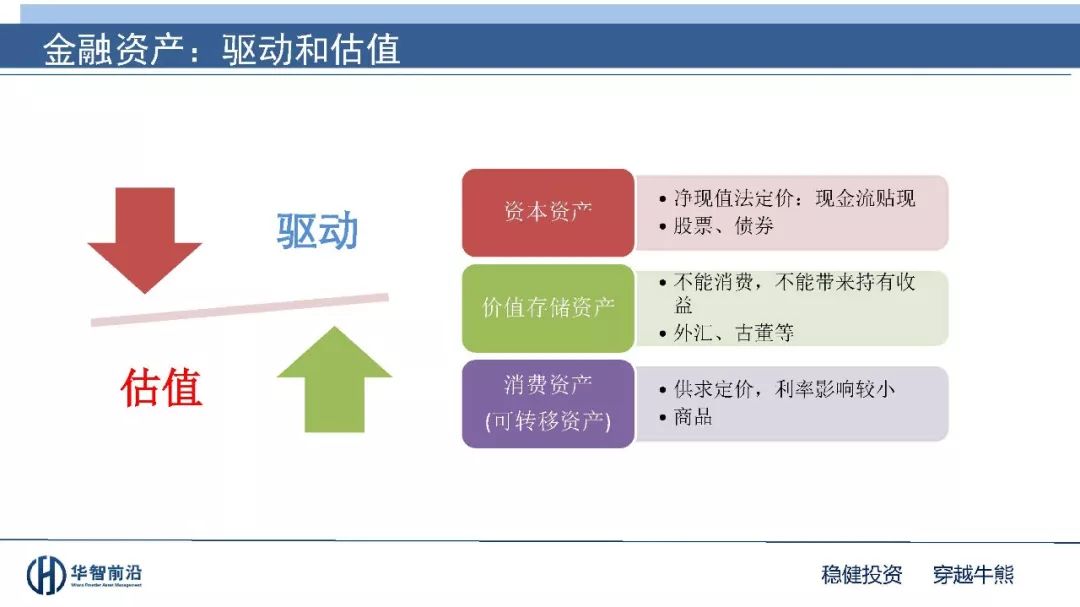 金融资产：驱动和估值
驱动
估值
资本资产
• 净现值法定价：现金流贴现
• 股票、债券
价值存储资产
• 不能消费，不能带来持有收
益
• 外汇、古董等
消费资产
(可转移资产)
• 供求定价，利率影响较小
• 商品
华智前沿
稳健投资 穿越牛熊